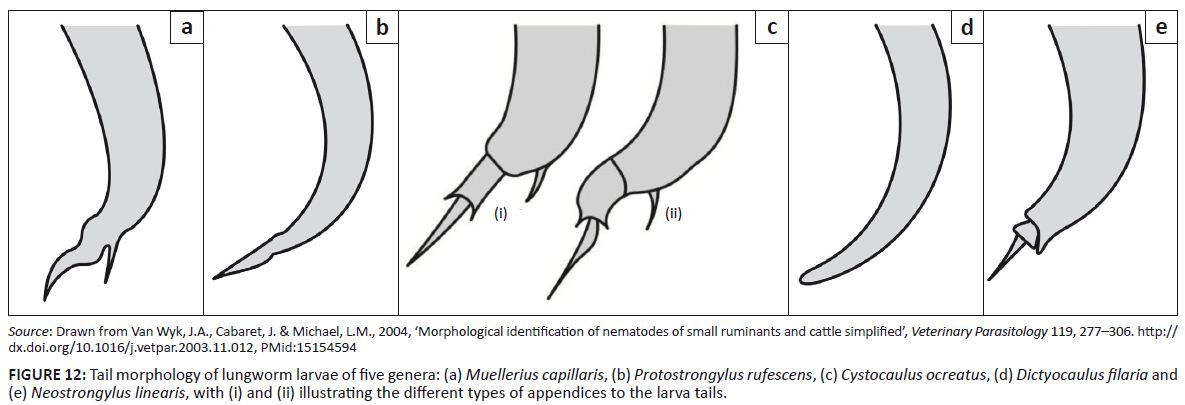 a
b
c
d
e
(i)
(ii)
Source: Drawn from Van Wyk, J.A., Cabaret, J. & Michael, L.M., 2004, ‘Morphological identification of nematodes of small ruminants and cattle simplified’, Veterinary Parasitology 119, 277–306. http://
dx.doi.org/10.1016/j.vetpar.2003.11.012, PMid:15154594
FIGURE 12: Tail morphology of lungworm larvae of five genera: (a) Muellerius capillaris, (b) Protostrongylus rufescens, (c) Cystocaulus ocreatus, (d) Dictyocaulus filaria and
(e) Neostrongylus linearis, with (i) and (ii) illustrating the different types of appendices to the larva tails.